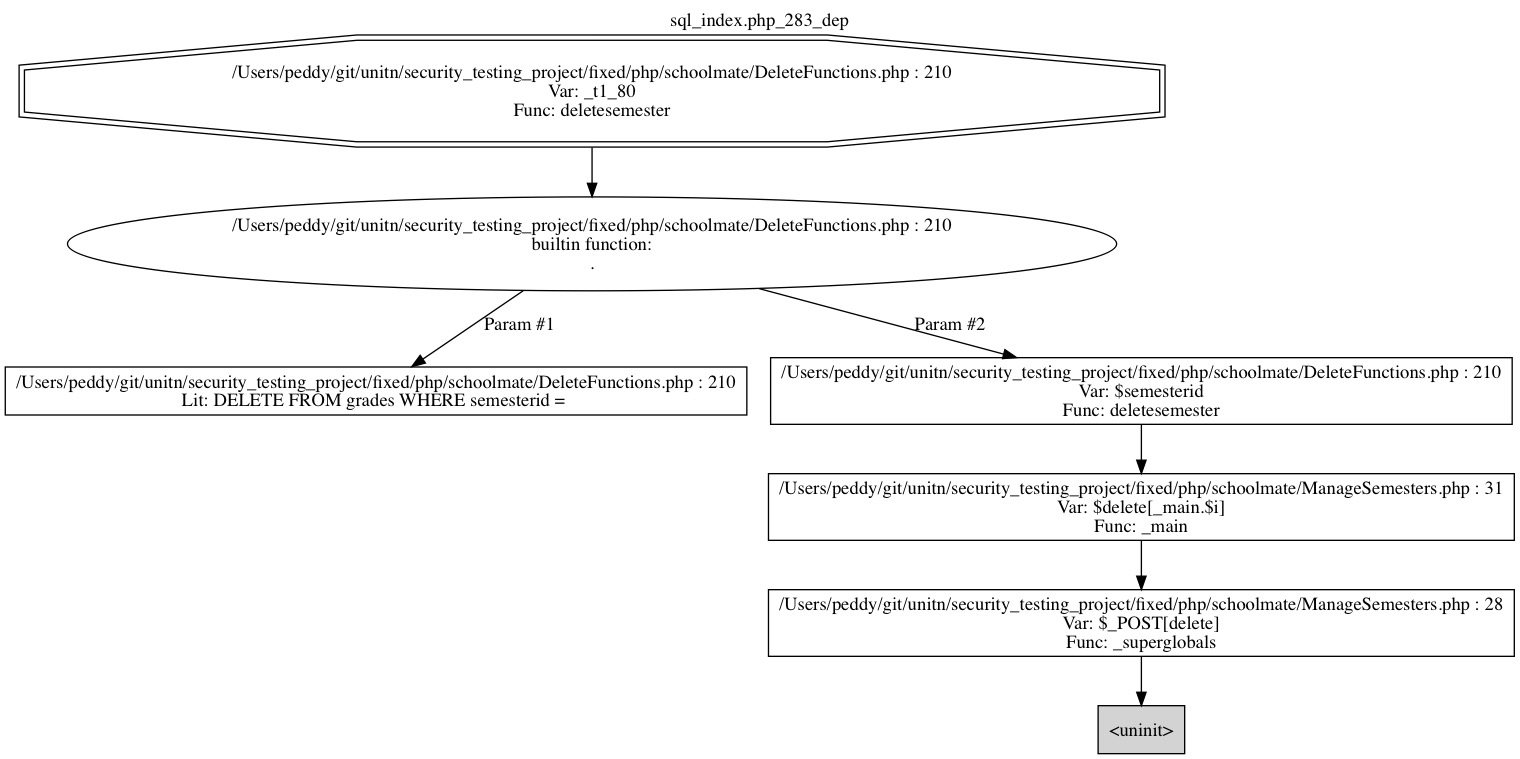 sql_index.php_283_dep
/Users/peddy/git/unitn/security_testing_project/fixed/php/schoolmate/DeleteFunctions.php : 210
Var: _t1_80
Func: deletesemester
/Users/peddy/git/unitn/security_testing_project/fixed/php/schoolmate/DeleteFunctions.php : 210
builtin function:
.
Param #1
Param #2
/Users/peddy/git/unitn/security_testing_project/fixed/php/schoolmate/DeleteFunctions.php : 210
Lit: DELETE FROM grades WHERE semesterid =
/Users/peddy/git/unitn/security_testing_project/fixed/php/schoolmate/DeleteFunctions.php : 210
Var: $semesterid
Func: deletesemester
/Users/peddy/git/unitn/security_testing_project/fixed/php/schoolmate/ManageSemesters.php : 31
Var: $delete[_main.$i]
Func: _main
/Users/peddy/git/unitn/security_testing_project/fixed/php/schoolmate/ManageSemesters.php : 28
Var: $_POST[delete]
Func: _superglobals
<uninit>